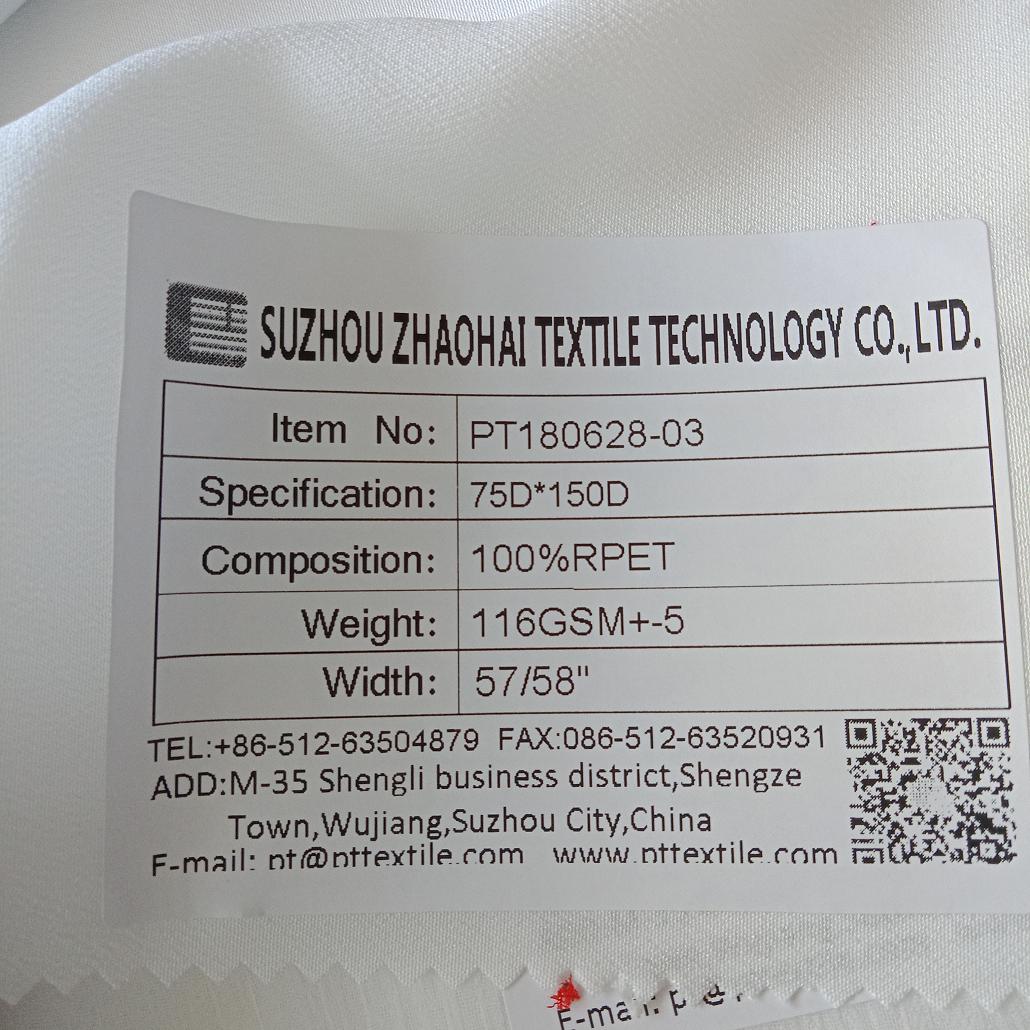 SUZHOU ZHAOHAI TEXTILE TECHNOLOGY CO.,LTD.
Item No: PT180628-03
Specification: 75D*150D
Composition: 100%RPET
Weight: 116GSM+-5
Width: 57/58"
TEL:+86-512-63504879 FAX:086-512-63520931
ADD:M-35 Shengli business district,Shengze
Town,Wujiang,Suzhou City,China
E-mail: pt@pttextile.com www.pttextile.com
E-mail: p @